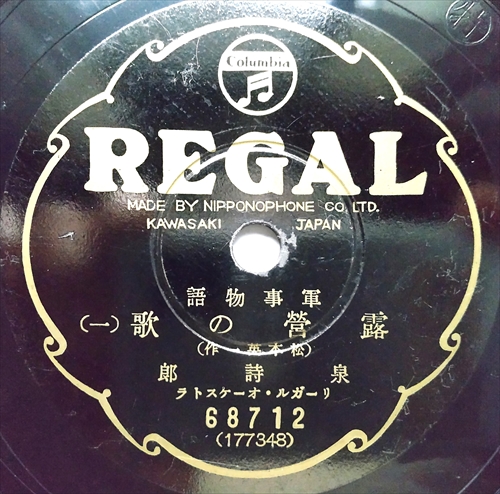 Columbia
REGAL
MADE BY NIPPONOPHONE CO. LTD.
KAWASAKI JAPAN
軍事物語
露營の歌(一)
(松本英 作)
泉詩郎
リーガル・オーケストラ
68712
(177348)